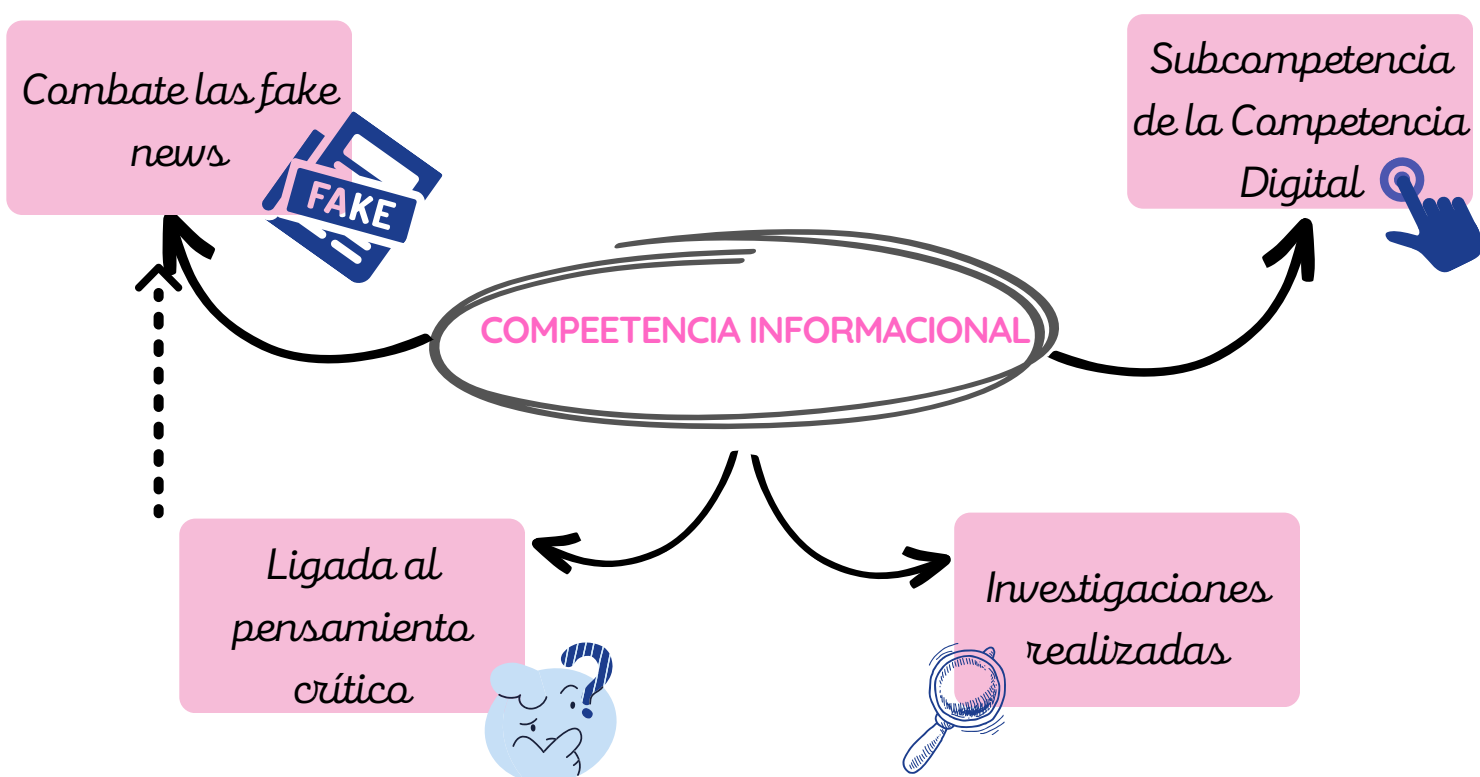 Combate las fake
news
FAKE
Subcompetencia
de la Competencia
Digital
COMPEETENCIA INFORMACIONAL
Ligada al
pensamiento
crítico
Investigaciones
realizadas